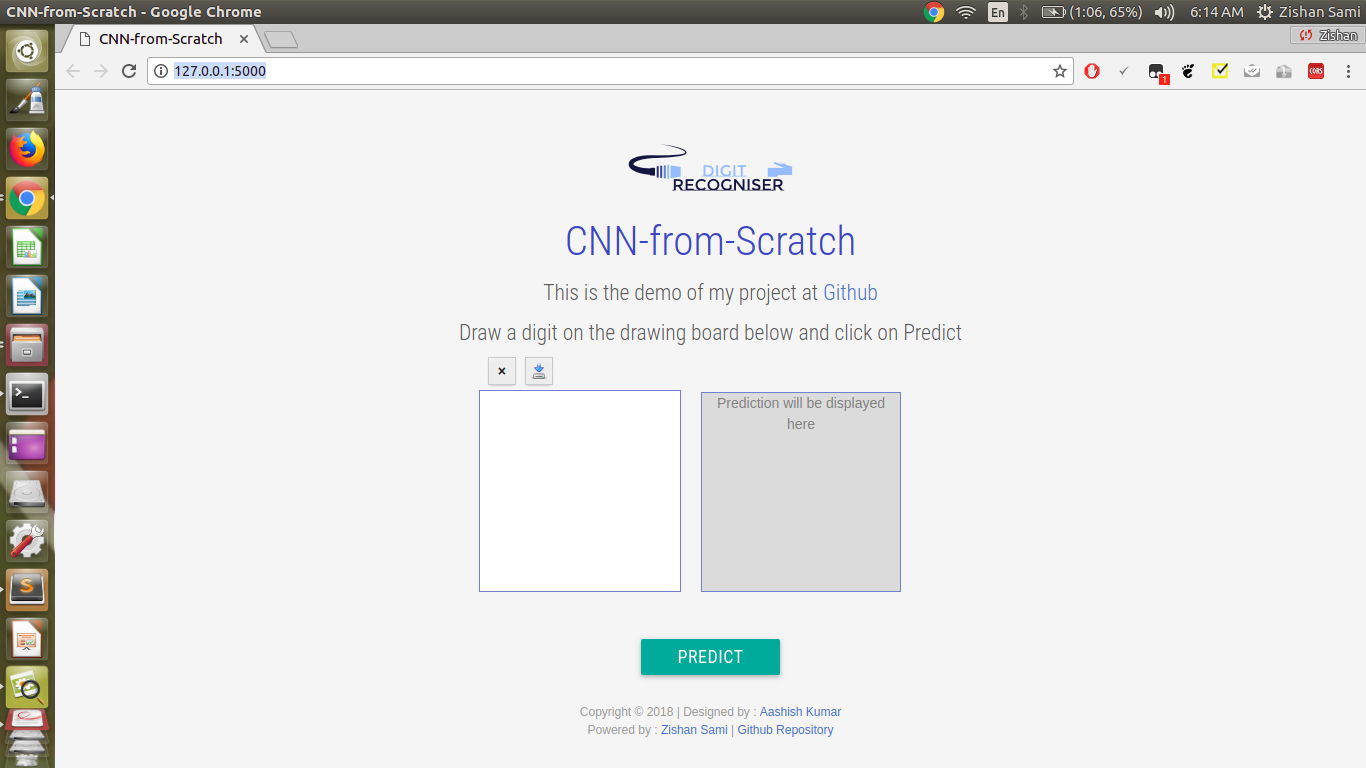 CNN-from-Scratch - Google Chrome
En
(1:06, 65%)
6:14 AM
Zishan Sami
CNN-from-Scratch
×
Zishan
127.0.0.1:5000
1
CORS
DIGIT
RECOGNISER
CNN-from-Scratch
This is the demo of my project at Github
Draw a digit on the drawing board below and click on Predict
×
Prediction will be displayed
here
PREDICT
Copyright © 2018 | Designed by : Aashish Kumar
Powered by : Zishan Sami | Github Repository